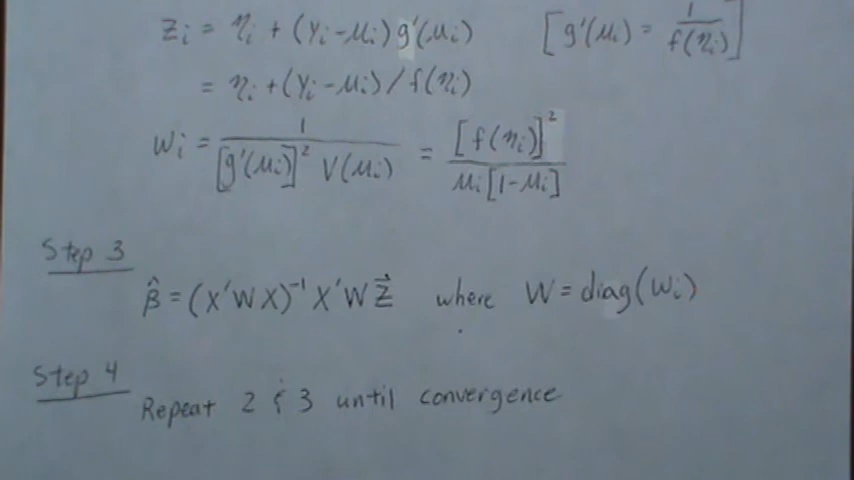 Zi = ηi + (Yi - μi) g'(μi) [g'(μi) = 1/f(ηi)]
= ηi + (Yi - μi) / f(ηi)
Wi = 1/([g'(μi)]² V(μi)) = [f(ηi)]²/(μi[1-μi])
Step 3
β̂ = (X'WX)⁻¹ X'W Z⃗ where W = diag(Wi)
Step 4
Repeat 2 & 3 until convergence